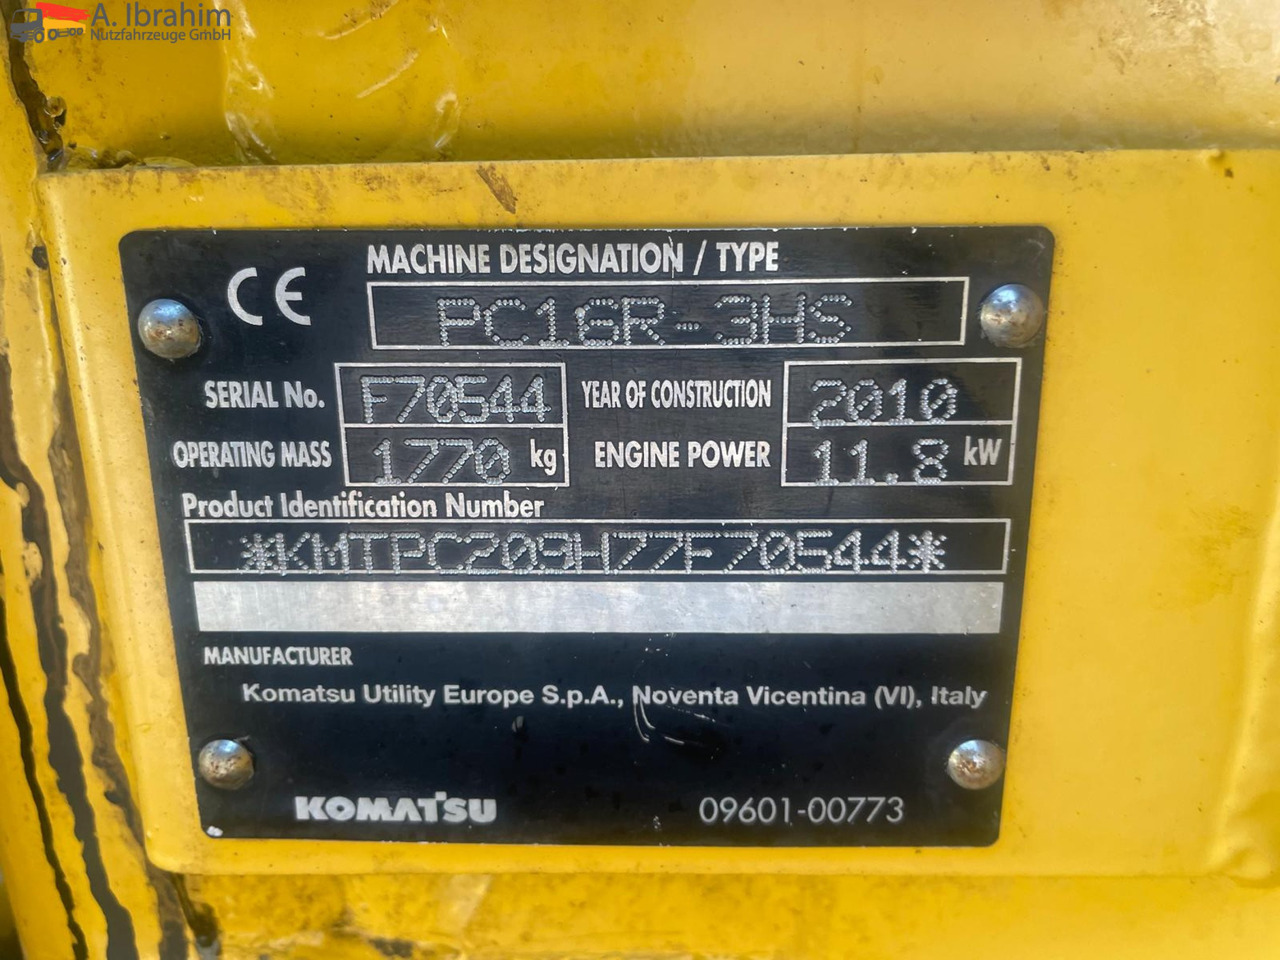 A. Ibrahim
Nutzfahrzeuge GmbH
CE
MACHINE DESIGNATION / TYPE
PC16R-3HS
SERIAL No. F70544 YEAR OF CONSTRUCTION 2010
OPERATING MASS 1770 kg ENGINE POWER 11.8 kW
Product Identification Number
*KMTPC209H77F70544*
MANUFACTURER
Komatsu Utility Europe S.p.A., Noventa Vicentina (VI), Italy
KOMATSU 09601-00773